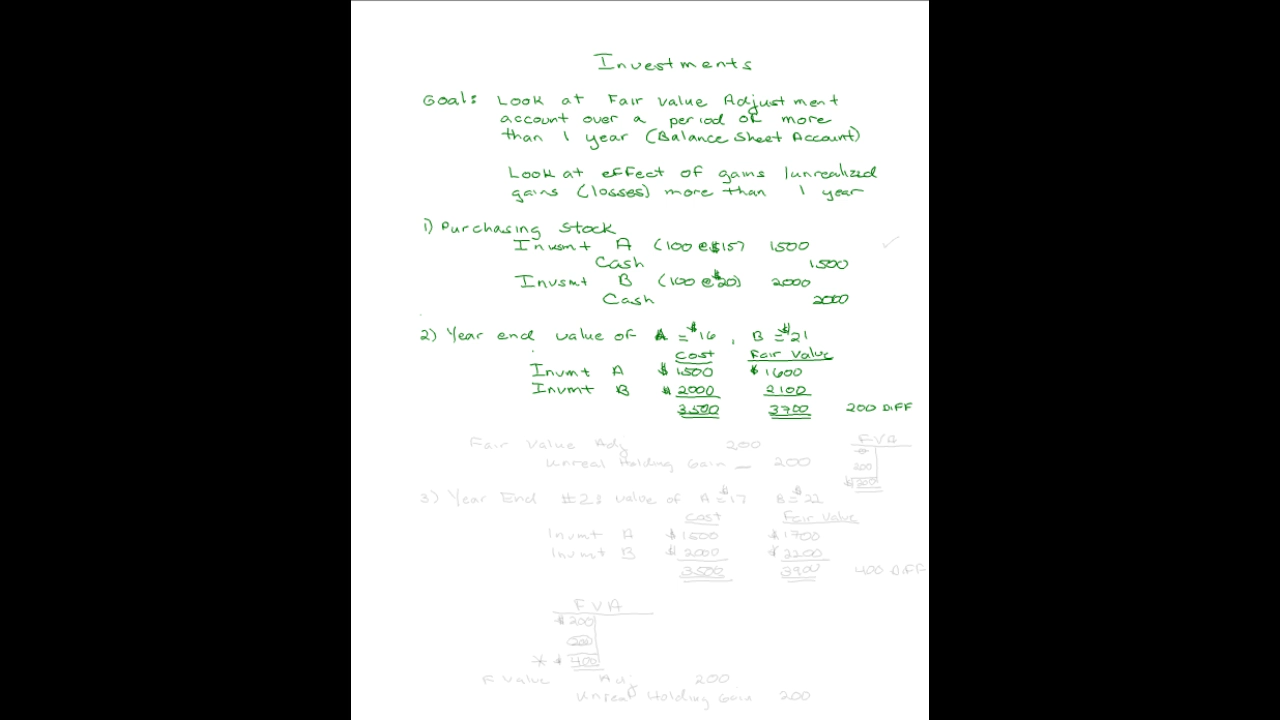 Investments
Goal: Look at Fair value Adjustment
account over a period of more
than 1 year (Balance Sheet Account)
Look at effect of gains /unrealized
gains (losses) more than 1 year
1) Purchasing Stock
Invsmt A (100 @ $15) 1500
Cash 1500
Invsmt B (100 @ $20) 2000
Cash 2000
2) Year end value of A = $16, B = $21
Cost Fair Value
Invmt A $1500 $1600
Invmt B $2000 2100
3500 3700 200 DIFF
Fair Value Adj 200 FVA
Unreal Holding Gain 200
200
$200
3) Year End #2: value of A = $17 B = $22
Cost Fair Value
Invmt A $1500 $1700
Invmt B $2000 $2200
3500 3900 400 DIFF
FVA
$200
200
* $400
F Value Adj 200
Unreal Holding Gain 200